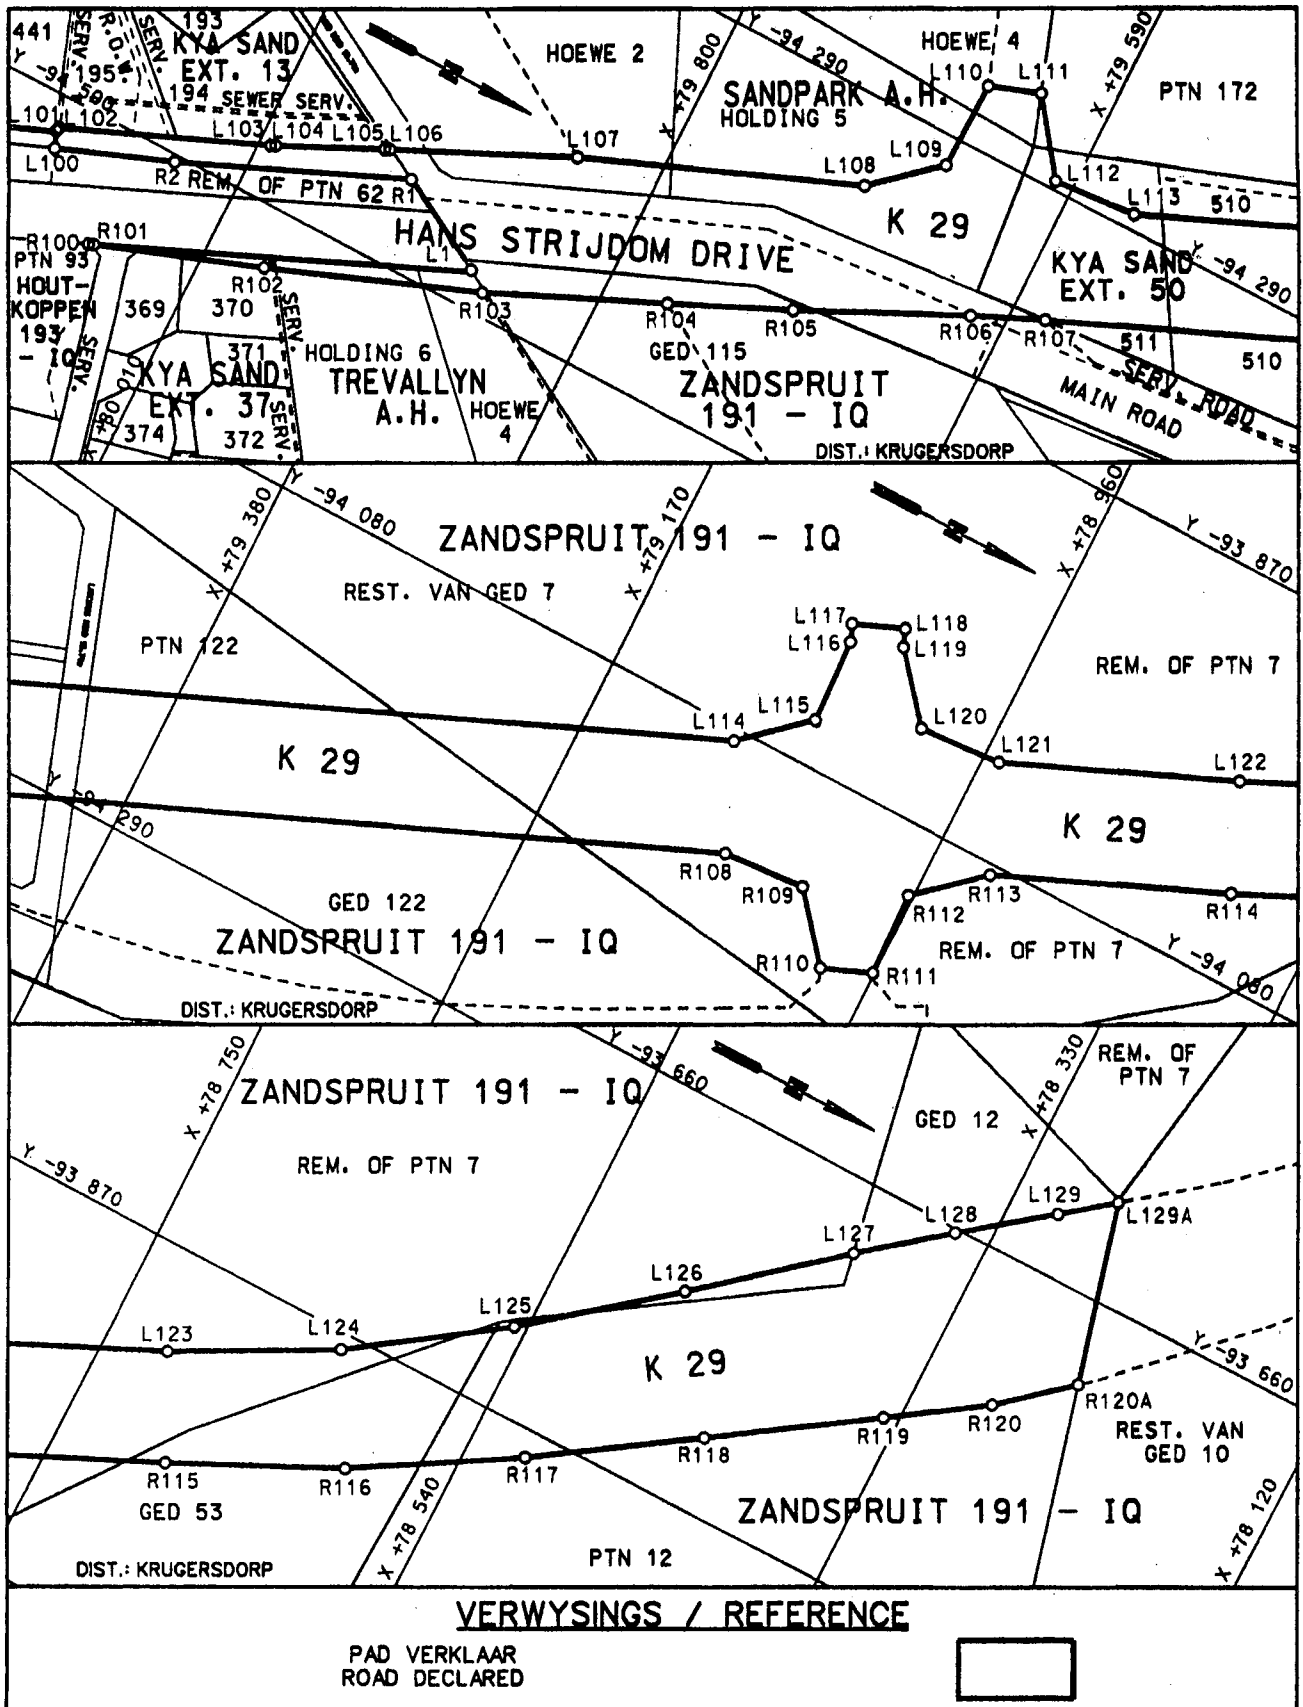 441
SERV.
R.O.W.
SERV.
193
KYA SAND
EXT. 13
195
194
SEWER SERV.
Y -94 500
HOEWE 2
X +79 800
Y -94 290
HOEWE 4
L110
L111
X +79 590
PTN 172
SANDPARK A.H.
HOLDING 5
L101
L102
L103
L104
L105
L106
L107
L108
L109
L112
L113
510
L100
R2
REM. OF PTN 62
R1
K 29
HANS STRIJDOM DRIVE
R100
R101
L1
PTN 93
HOUT-
KOPPEN
193
- IQ
R102
R103
R104
R105
R106
R107
KYA SAND
EXT. 50
Y -94 290
369
370
SERV.
371
HOLDING 6
TREVALLYN
A.H.
HOEWE
4
GED 115
ZANDSPRUIT
191 - IQ
511
510
SERV. ROAD
MAIN ROAD
SERV.
X +80 010
KYA SAND
EXT. 37
374
372
SERV.
DIST.: KRUGERSDORP
X +79 380
Y -94 080
ZANDSPRUIT 191 - IQ
X +79 170
X +78 960
Y -93 870
REST. VAN GED 7
PTN 122
L117
L118
L116
L119
REM. OF PTN 7
L115
L114
L120
L121
L122
K 29
K 29
Y -94 290
R108
R109
R113
R112
R114
GED 122
ZANDSPRUIT 191 - IQ
R110
R111
REM. OF PTN 7
Y -94 080
DIST.: KRUGERSDORP
X +78 750
ZANDSPRUIT 191 - IQ
Y -93 660
X +78 330
REM. OF
PTN 7
GED 12
REM. OF PTN 7
Y -93 870
L123
L124
L125
L126
L127
L128
L129
L129A
K 29
Y -93 660
R115
R116
R117
R118
R119
R120
R120A
REST. VAN
GED 10
GED 53
X +78 540
ZANDSPRUIT 191 - IQ
X +78 120
PTN 12
DIST.: KRUGERSDORP
VERWYSINGS / REFERENCE
PAD VERKLAAR
ROAD DECLARED